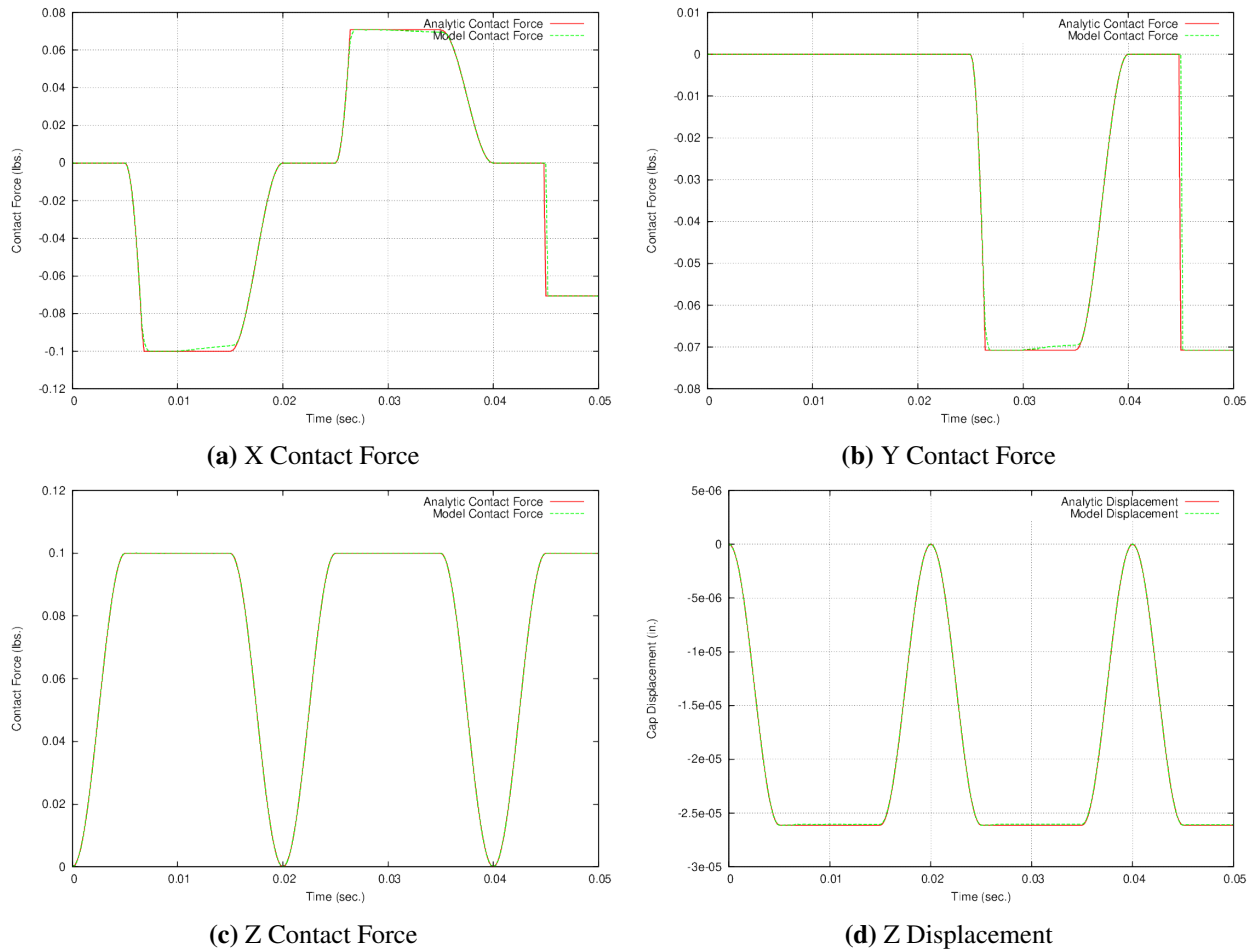 Analytic Contact Force
Model Contact Force
0.08
0.06
0.04
0.02
0
-0.02
-0.04
-0.06
-0.08
-0.1
-0.12
Contact Force (lbs.)
0 0.01 0.02 0.03 0.04 0.05
Time (sec.)
(a) X Contact Force
Analytic Contact Force
Model Contact Force
0.01
0
-0.01
-0.02
-0.03
-0.04
-0.05
-0.06
-0.07
-0.08
Contact Force (lbs.)
0 0.01 0.02 0.03 0.04 0.05
Time (sec.)
(b) Y Contact Force
Analytic Contact Force
Model Contact Force
0.12
0.1
0.08
0.06
0.04
0.02
0
Contact Force (lbs.)
0 0.01 0.02 0.03 0.04 0.05
Time (sec.)
(c) Z Contact Force
Analytic Displacement
Model Displacement
5e-06
0
-5e-06
-1e-05
-1.5e-05
-2e-05
-2.5e-05
-3e-05
Cap Displacement (in.)
0 0.01 0.02 0.03 0.04 0.05
Time (sec.)
(d) Z Displacement